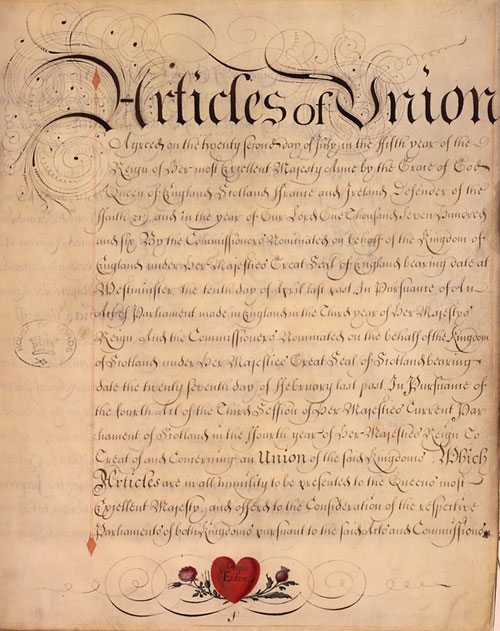 Articles of Union
Agreed on the twenty second day of July in the fifth year of the
Reign of Her most Excellent Majesty Anne by the Grace of God
Queen of England Scotland ffrance and Ireland Defender of the
ffaith &c and in the year of Our Lord One Thousand Seven Hundred
and six By the Commissioners Nominated on behalf of the Kingdom of
England under Her Majesties Great Seal of England bearing date at
Westminster the tenth day of April last past In Pursuance of An
Act of Parliament made in England in the Third year of Her Majestys
Reign And the Commissioners Nominated on the behalf of the Kingdom
of Scotland under Her Majesties Great Seal of Scotland bearing
date the twenty seventh day of ffebruary last past In Pursuance of
the fourth Act of the Third Session of Her Majesties Current Par=
liament of Scotland in the ffourth year of Her Majesties Reign To
Treat of and Concerning an Union of the said Kingdoms Which
Articles are in all humility to be presented to the Queens most
Excellent Majesty and offered to the Consideration of the respective
Parliaments of both Kingdoms pursuant to the said Acts and Commissions